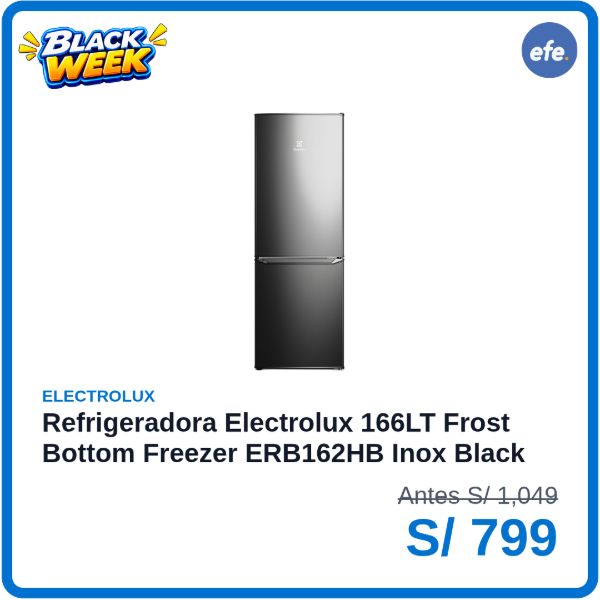 BLACK
WEEK
efe.
ELECTROLUX
Refrigeradora Electrolux 166LT Frost
Bottom Freezer ERB162HB Inox Black
Antes S/ 1,049
S/ 799